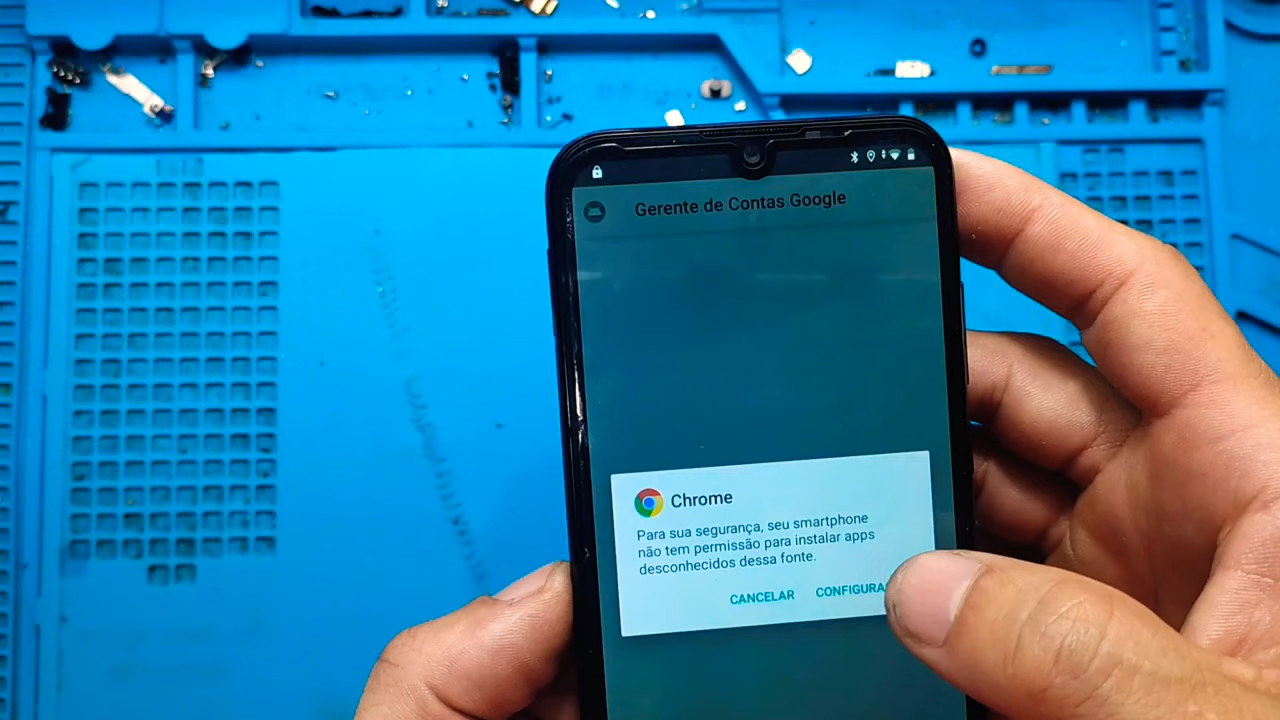 Gerente de Contas Google
Chrome
Para sua segurança, seu smartphone
não tem permissão para instalar apps
desconhecidos dessa fonte.
CANCELAR CONFIGURA